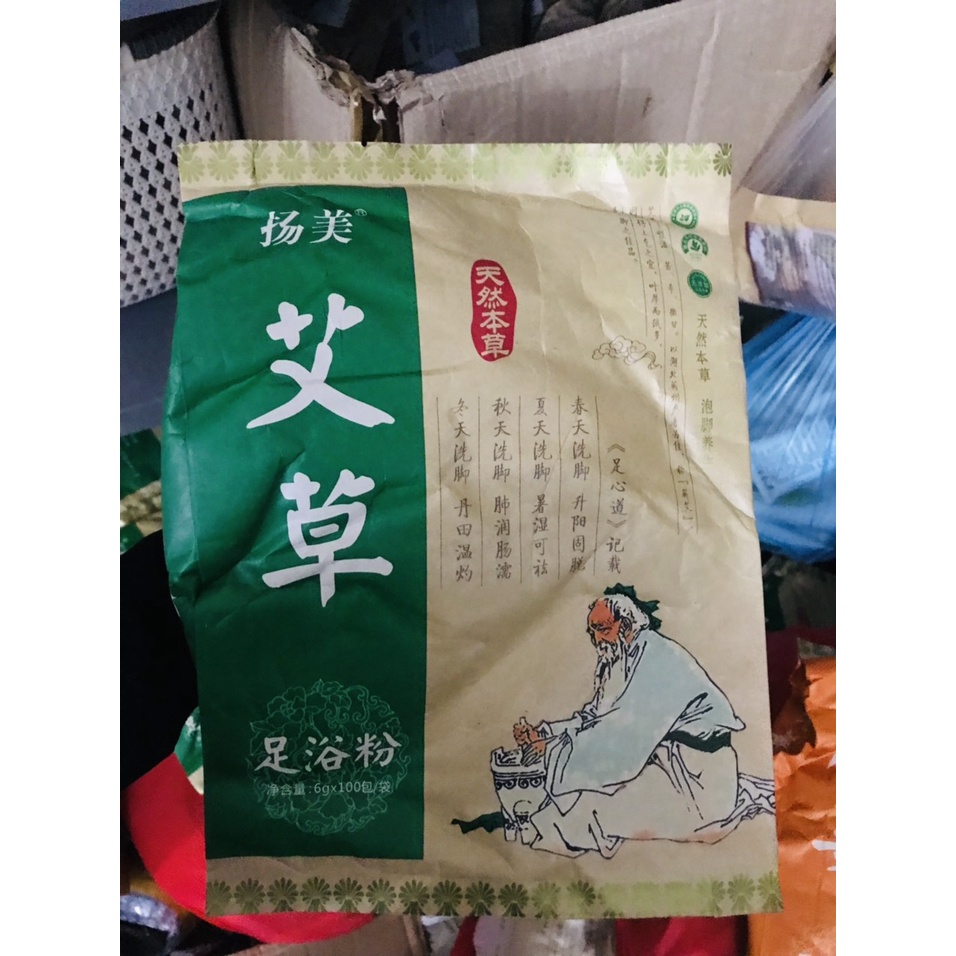 扬美
艾草
足浴粉
净含量:6g×100包/袋
天然本草
《足心道》记载
春天洗脚 升阳固脱
夏天洗脚 暑湿可祛
秋天洗脚 肺润肠濡
冬天洗脚 丹田温灼
天然本草 泡脚养